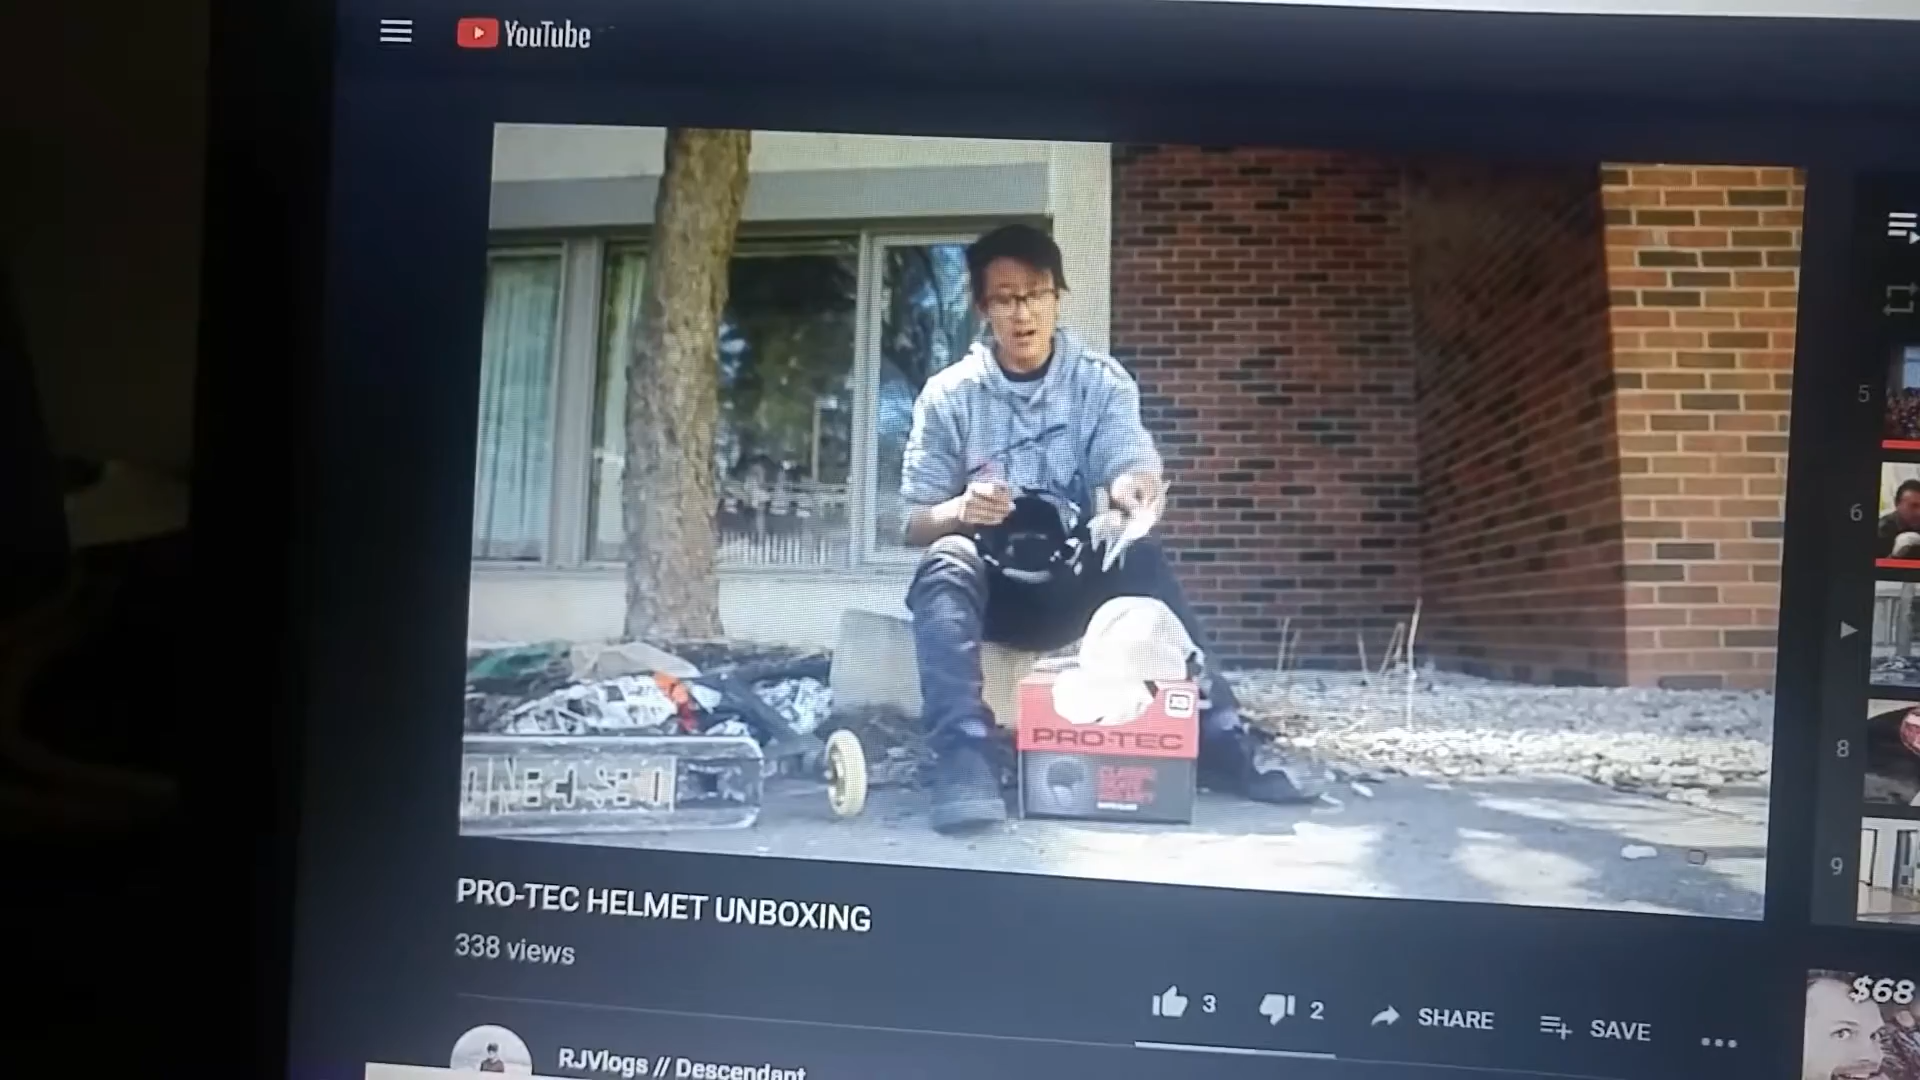 YouTube
5
6
XS
PRO-TEC
8
9
PRO-TEC HELMET UNBOXING
338 views
3
2
SHARE
SAVE
$68
RJVlogs // Descendant